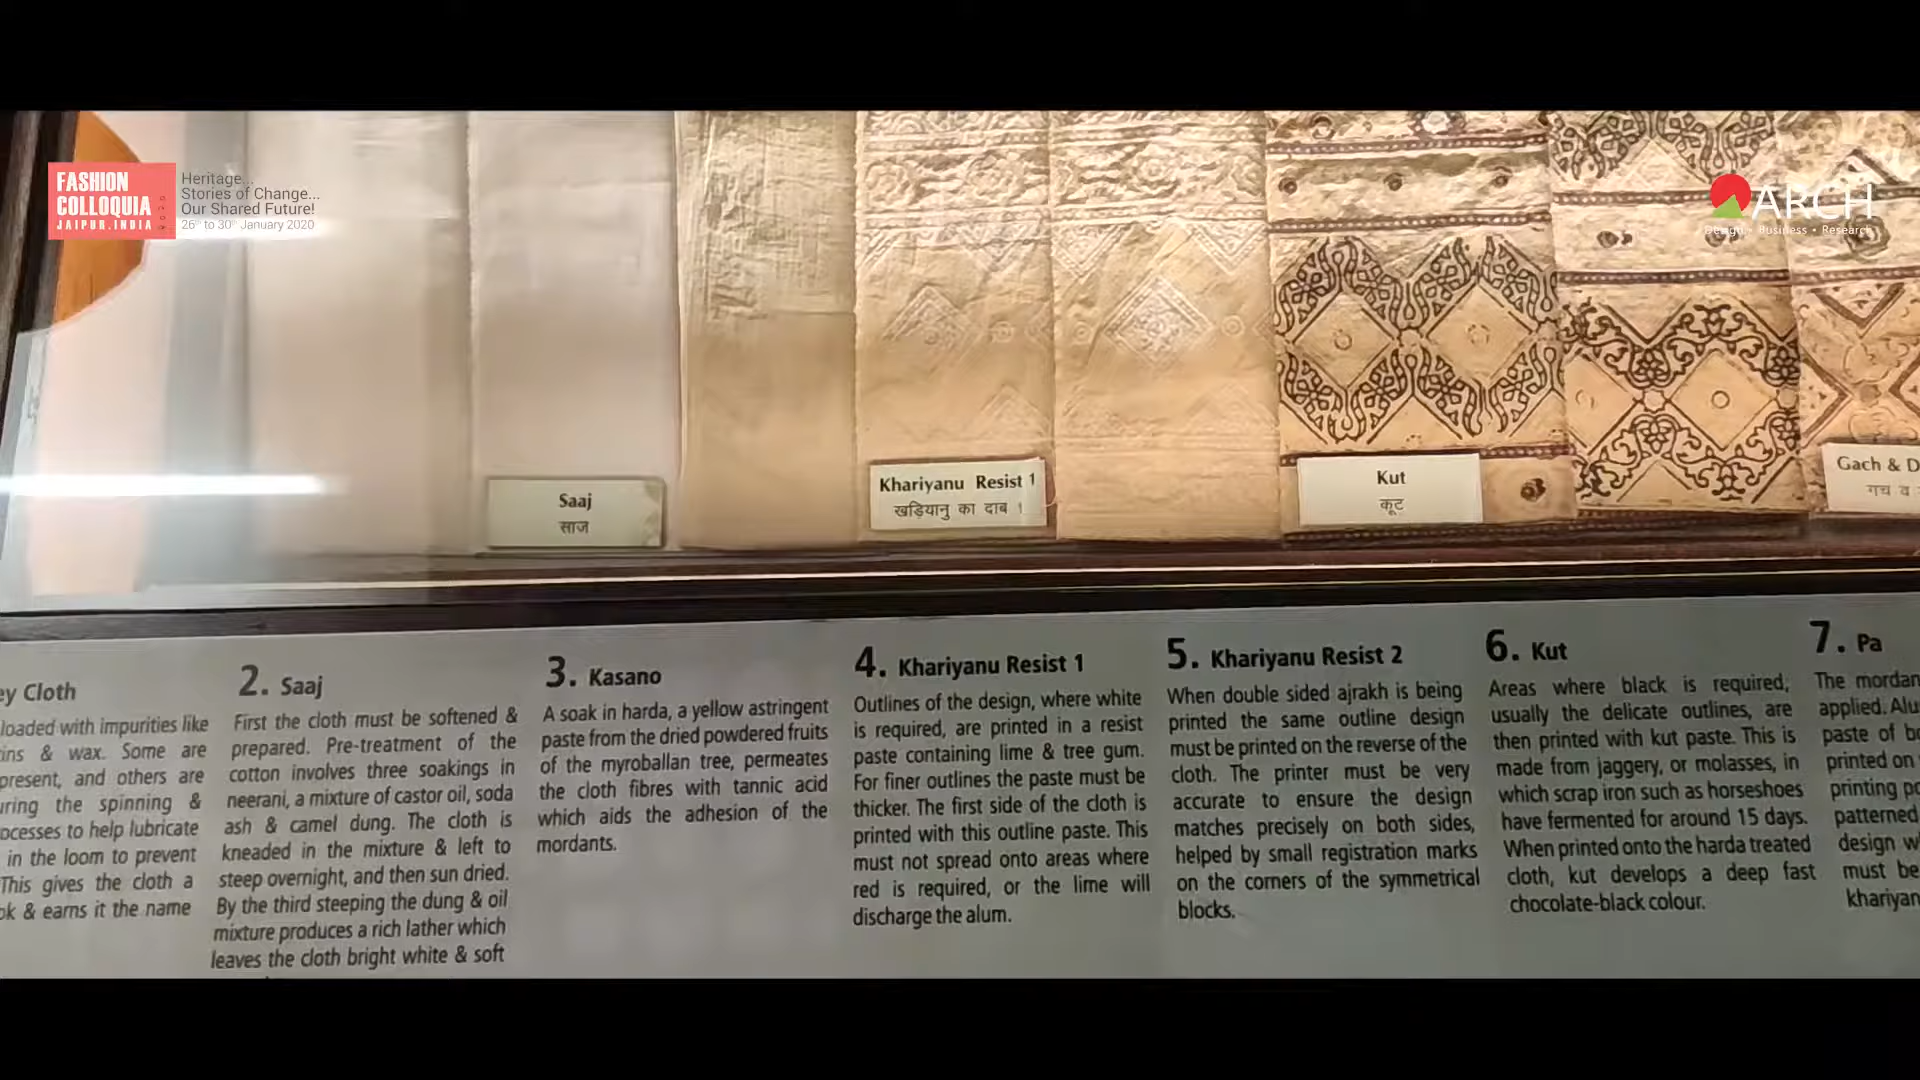 FASHION
COLLOQUIA
JAIPUR.INDIA
Heritage...
Stories of Change...
Our Shared Future!
26th to 30th January 2020
ARCH
Design • Business • Research
Saaj
साज
Khariyanu Resist 1
खड़ियानु का दाब १
Kut
कूट
Gach & D
गच व
ey Cloth
loaded with impurities like
ins & wax. Some are
present, and others are
uring the spinning &
ocesses to help lubricate
in the loom to prevent
This gives the cloth a
ok & earns it the name
2. Saaj
First the cloth must be softened &
prepared. Pre-treatment of the
cotton involves three soakings in
neerani, a mixture of castor oil, soda
ash & camel dung. The cloth is
kneaded in the mixture & left to
steep overnight, and then sun dried.
By the third steeping the dung & oil
mixture produces a rich lather which
leaves the cloth bright white & soft
3. Kasano
A soak in harda, a yellow astringent
paste from the dried powdered fruits
of the myroballan tree, permeates
the cloth fibres with tannic acid
which aids the adhesion of the
mordants.
4. Khariyanu Resist 1
Outlines of the design, where white
is required, are printed in a resist
paste containing lime & tree gum.
For finer outlines the paste must be
thicker. The first side of the cloth is
printed with this outline paste. This
must not spread onto areas where
red is required, or the lime will
discharge the alum.
5. Khariyanu Resist 2
When double sided ajrakh is being
printed the same outline design
must be printed on the reverse of the
cloth. The printer must be very
accurate to ensure the design
matches precisely on both sides,
helped by small registration marks
on the corners of the symmetrical
blocks.
6. Kut
Areas where black is required,
usually the delicate outlines, are
then printed with kut paste. This is
made from jaggery, or molasses, in
which scrap iron such as horseshoes
have fermented for around 15 days.
When printed onto the harda treated
cloth, kut develops a deep fast
chocolate-black colour.
7. Pa
The mordan
applied. Alu
paste of bo
printed on
printing po
patterned
design w
must be
khariyan